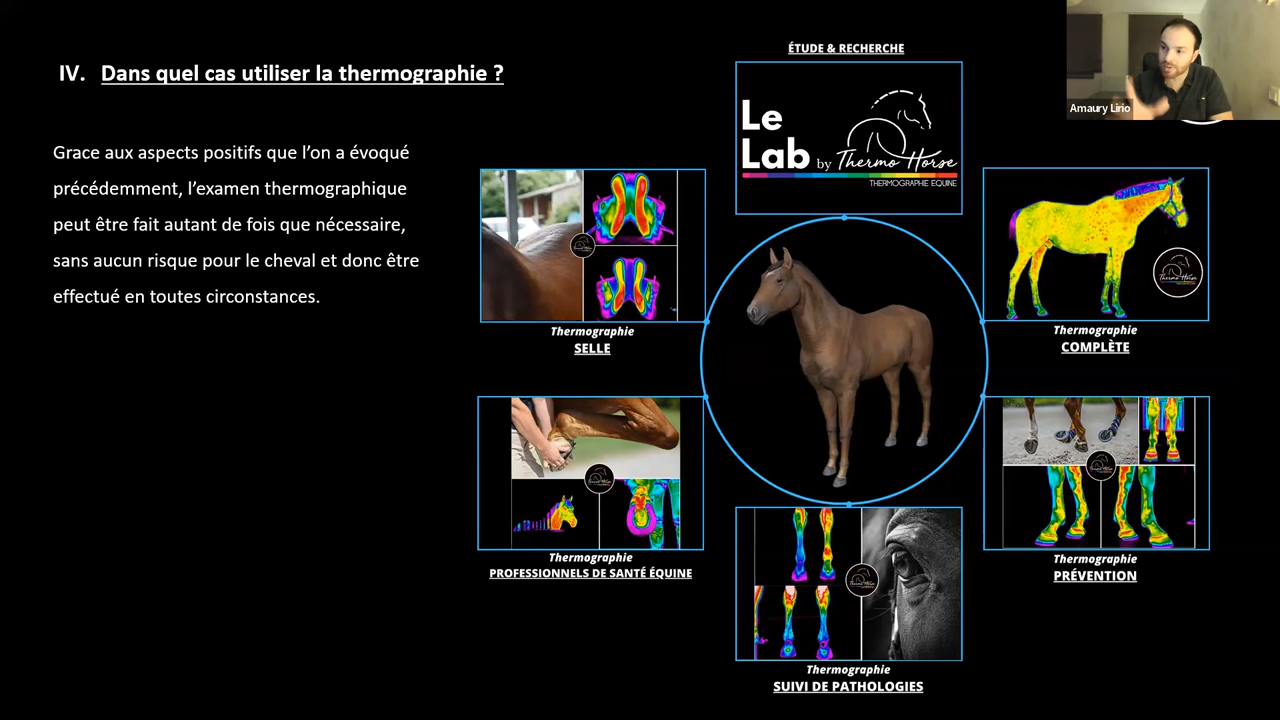 IV. Dans quel cas utiliser la thermographie ?
Grace aux aspects positifs que l’on a évoqué
précédemment, l’examen thermographique
peut être fait autant de fois que nécessaire,
sans aucun risque pour le cheval et donc être
effectué en toutes circonstances.
ÉTUDE & RECHERCHE
Le
Lab by Thermo Horse
THERMOGRAPHIE EQUINE
Amaury Lirio
Thermographie
SELLE
Thermographie
COMPLÈTE
Thermographie
PROFESSIONNELS DE SANTÉ ÉQUINE
Thermographie
PRÉVENTION
Thermographie
SUIVI DE PATHOLOGIES